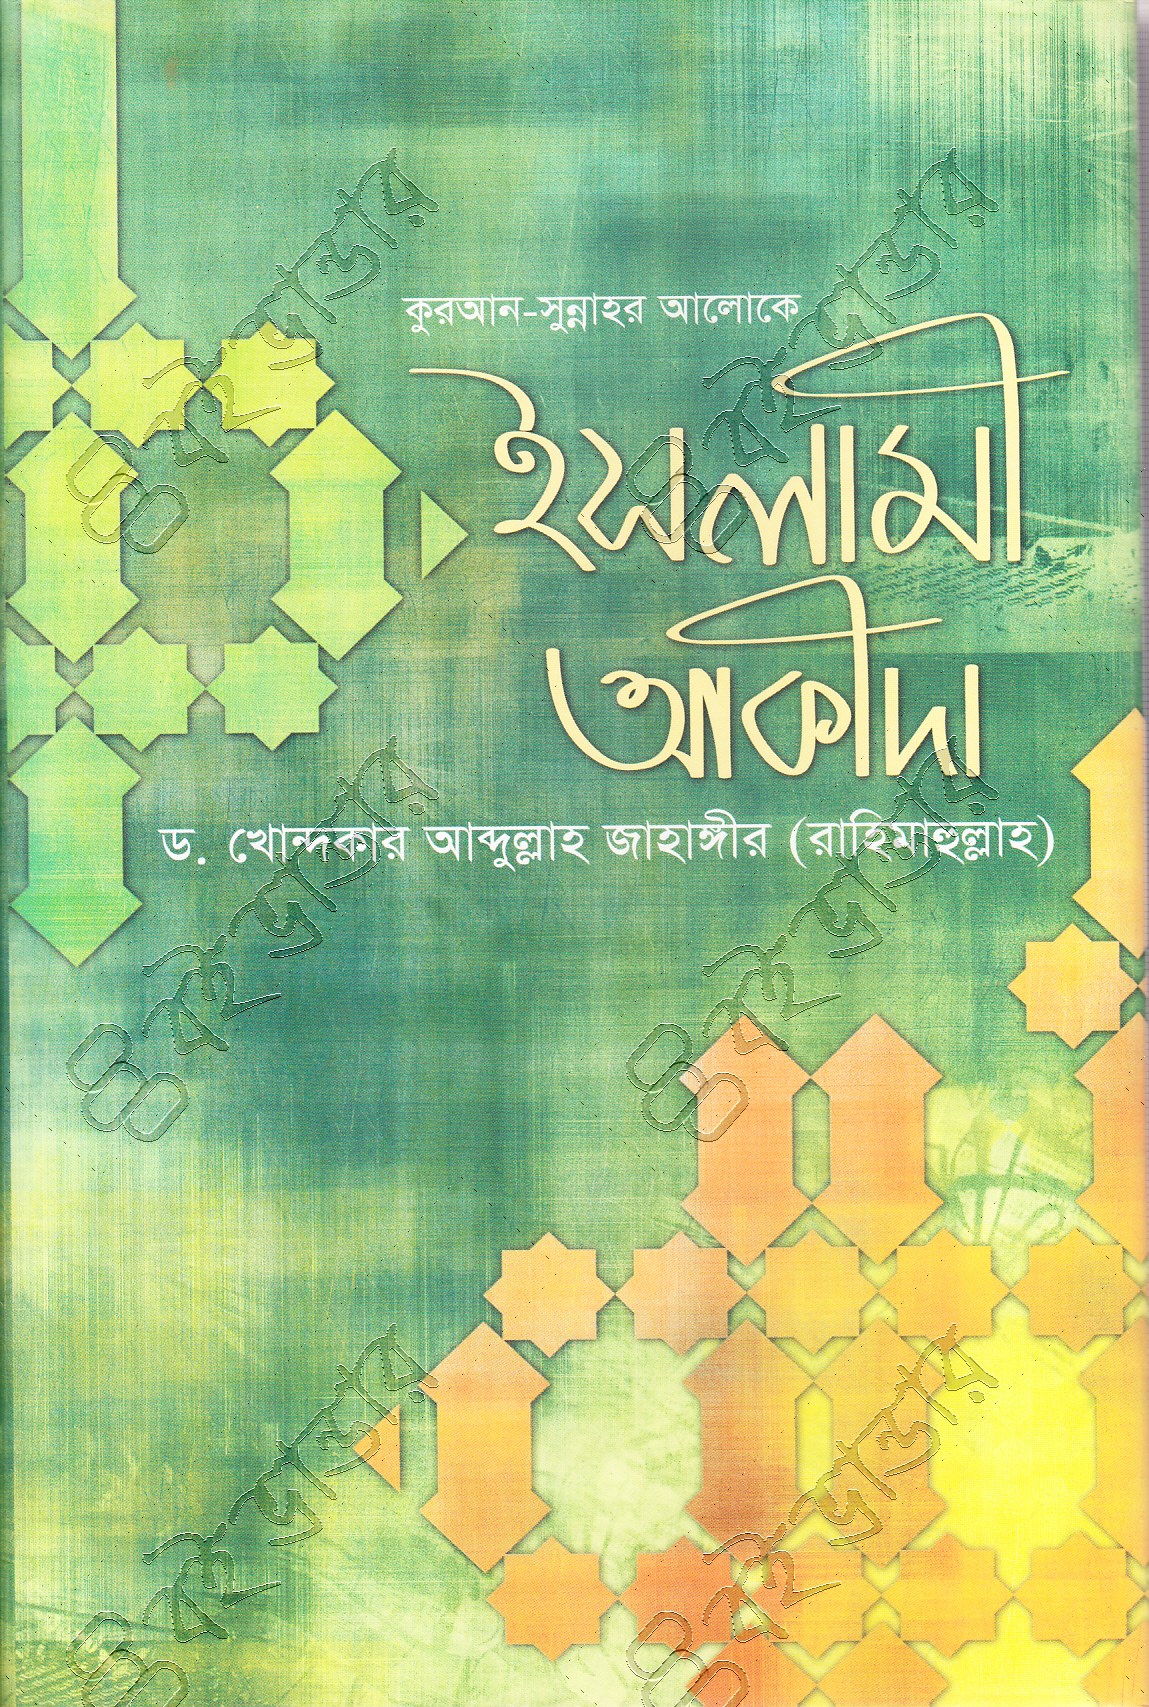 কুরআন-সুন্নাহর আলোকে
ইসলামী
আকীদা
ড. খোন্দকার আব্দুল্লাহ জাহাঙ্গীর (রাহিমাহুল্লাহ)